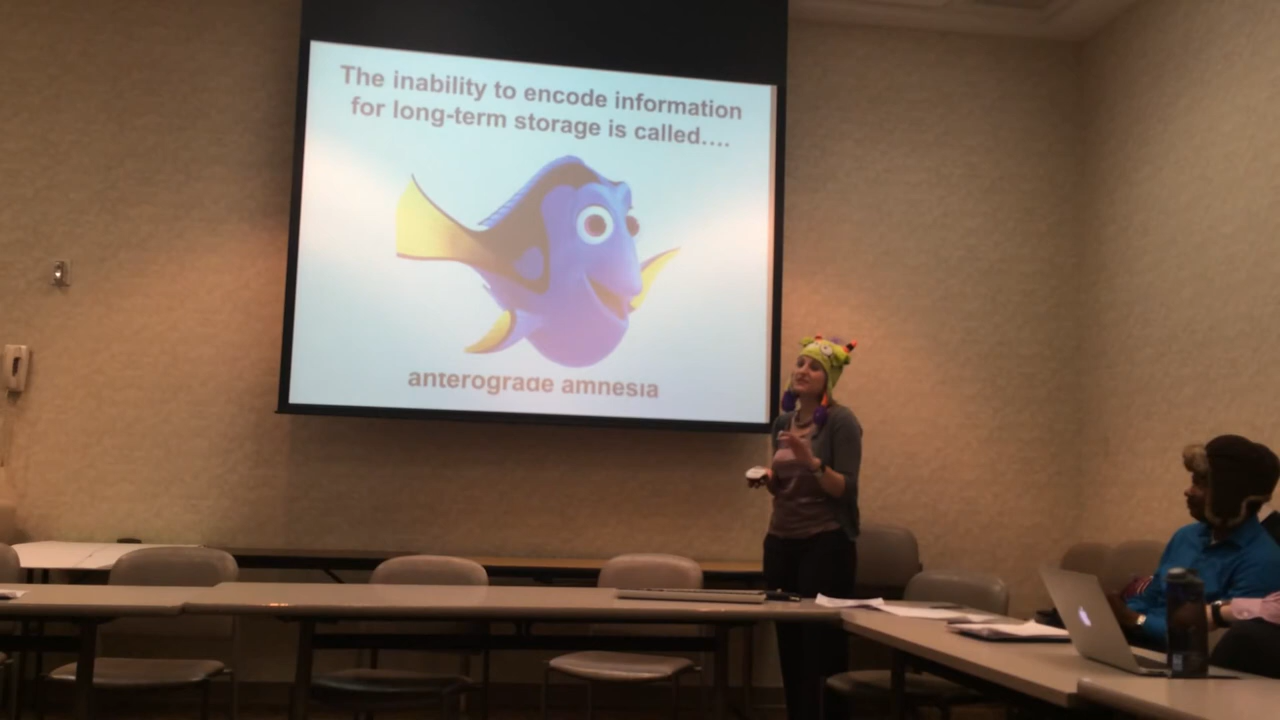 The inability to encode information
for long-term storage is called....
anterograde amnesia